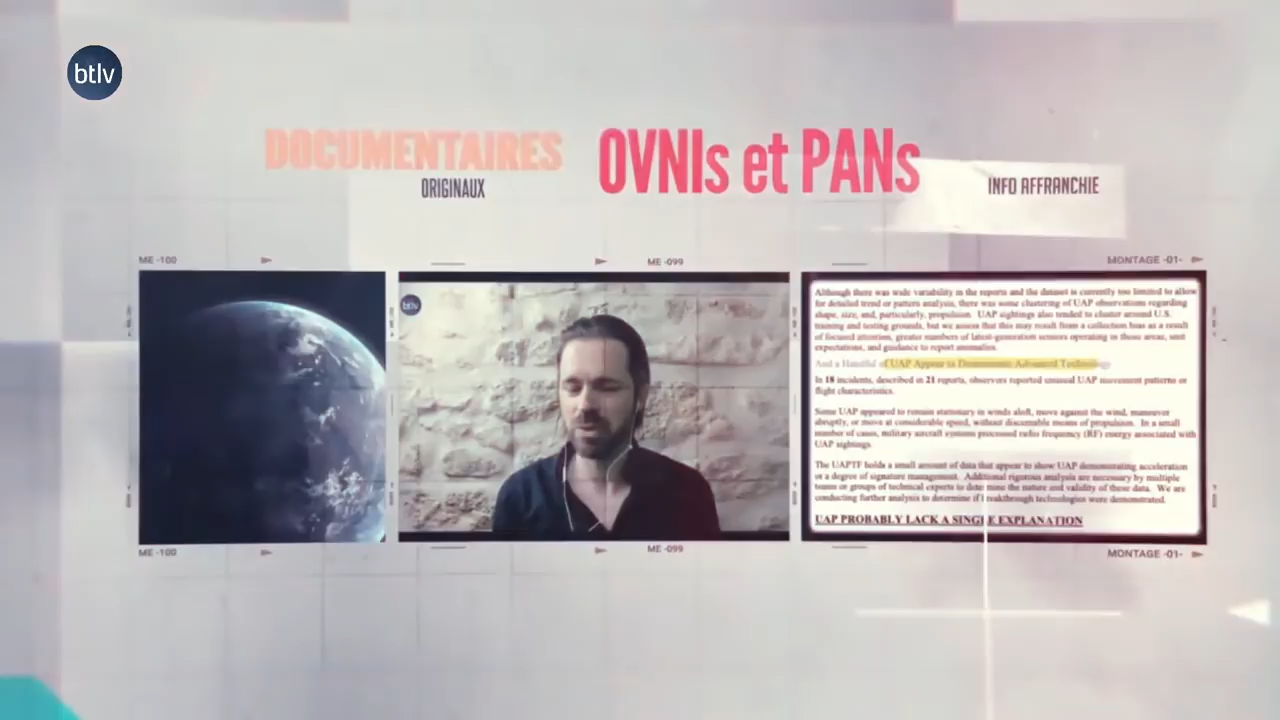 btlv
DOCUMENTAIRES
ORIGINAUX
OVNIs et PANs
INFO AFFRANCHIE
ME -100
ME -099
MONTAGE -01-
btlv
Although there was wide variability in the reports and the dataset is currently too limited to allow
for detailed trend or pattern analysis, there was some clustering of UAP observations regarding
shape, size, and, particularly, propulsion. UAP sightings also tended to cluster around U.S.
training and testing grounds, but we assess that this may result from a collection bias as a result
of focused attention, greater numbers of latest-generation sensors operating in those areas, unit
expectations, and guidance to report anomalies.
And a Handful of UAP Appear to Demonstrate Advanced Technology
In 18 incidents, described in 21 reports, observers reported unusual UAP movement patterns or
flight characteristics.
Some UAP appeared to remain stationary in winds aloft, move against the wind, maneuver
abruptly, or move at considerable speed, without discernable means of propulsion. In a small
number of cases, military aircraft systems processed radio frequency (RF) energy associated with
UAP sightings.
The UAPTF holds a small amount of data that appear to show UAP demonstrating acceleration
or a degree of signature management. Additional rigorous analysis are necessary by multiple
teams or groups of technical experts to determine the nature and validity of these data. We are
conducting further analysis to determine if breakthrough technologies were demonstrated.
UAP PROBABLY LACK A SINGLE EXPLANATION
ME -100
ME -099
MONTAGE -01-